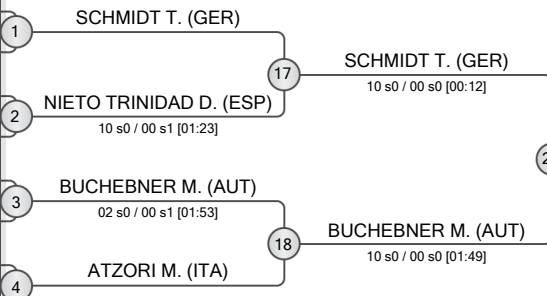 SCHMIDT T. (GER)
1
17
SCHMIDT T. (GER)
10 s0 / 00 s0 [00:12]
NIETO TRINIDAD D. (ESP)
2
10 s0 / 00 s1 [01:23]
BUCHEBNER M. (AUT)
3
02 s0 / 00 s1 [01:53]
18
BUCHEBNER M. (AUT)
10 s0 / 00 s0 [01:49]
ATZORI M. (ITA)
4